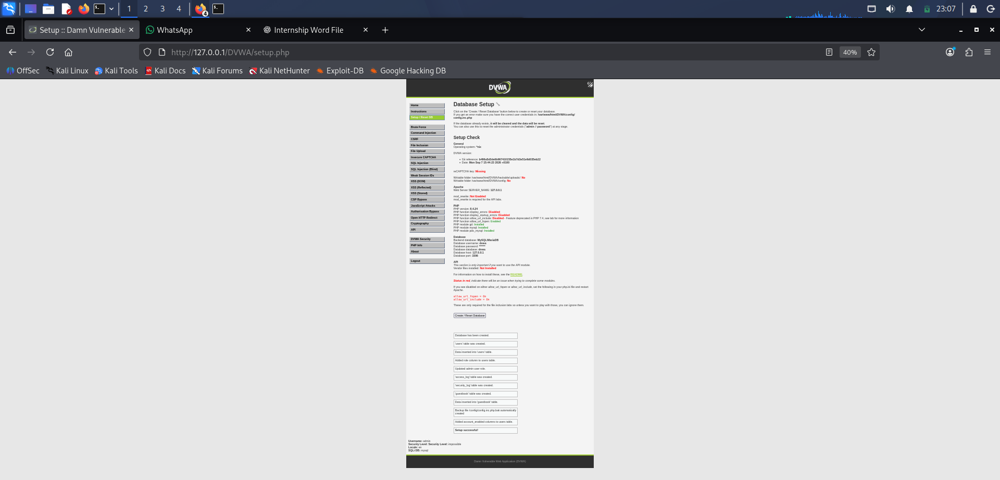 1 2 3 4 4 23:07
Setup :: Damn Vulnerable
WhatsApp
Internship Word File
http://127.0.0.1/DVWA/setup.php
40%
OffSec
Kali Linux
Kali Tools
Kali Docs
Kali Forums
Kali NetHunter
Exploit-DB
Google Hacking DB
DVWA
Home
Instructions
Setup / Reset DB
Brute Force
Command Injection
CSRF
File Inclusion
File Upload
Insecure CAPTCHA
SQL Injection
SQL Injection (Blind)
Weak Session IDs
XSS (DOM)
XSS (Reflected)
XSS (Stored)
CSP Bypass
JavaScript Attacks
Authorisation Bypass
Open HTTP Redirect
Cryptography
API
DVWA Security
PHP Info
About
Logout
Database Setup
Click on the 'Create / Reset Database' button below to create or reset your database.
If you get an error make sure you have the correct user credentials in: /var/www/html/DVWA/config/
config.inc.php
If the database already exists, it will be cleared and the data will be reset.
You can also use this to reset the administrator credentials ("admin // password") at any stage.
Setup Check
General
Operating system: *nix
DVWA version:
• Git reference:
• Date: Mon Sep 7 15:44:23 2026 +0100
reCAPTCHA key: Missing
Writable folder /var/www/html/DVWA/hackable/uploads/: No
Writable folder /var/www/html/DVWA/config: No
Apache
Web Server SERVER_NAME: 127.0.0.1
mod_rewrite: Not Enabled
mod_rewrite is required for the API labs.
PHP
PHP version: 8.4.24
PHP function display_errors: Disabled
PHP function display_startup_errors: Disabled
PHP function allow_url_include: Disabled - Feature deprecated in PHP 7.4, see lab for more information
PHP function allow_url_fopen: Enabled
PHP module gd: Installed
PHP module mysql: Installed
PHP module pdo_mysql: Installed
Database
Backend database: MySQL/MariaDB
Database username: dvwa
Database password: ******
Database database: dvwa
Database host: 127.0.0.1
Database port: 3306
API
This section is only important if you want to use the API module.
Vendor files installed: Not Installed
For information on how to install these, see the README.
Status in red, indicate there will be an issue when trying to complete some modules.
If you see disabled on either allow_url_fopen or allow_url_include, set the following in your php.ini file and restart
Apache.
allow_url_fopen = On
allow_url_include = On
These are only required for the file inclusion labs so unless you want to play with those, you can ignore them.
Create / Reset Database
Database has been created.
'users' table was created.
Data inserted into 'users' table.
Added role column to users table.
Updated admin user role.
'access_log' table was created.
'security_log' table was created.
'guestbook' table was created.
Data inserted into 'guestbook' table.
Backup file /config/config.inc.php.bak automatically
created
Added account_enabled columns to users table.
Setup successful!
Username: admin
Security Level: Security Level: impossible
Locale: en
SQLi DB: mysql
Damn Vulnerable Web Application (DVWA)